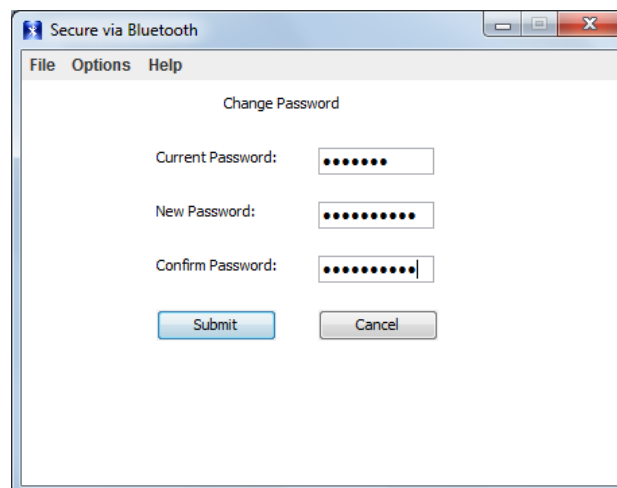 Secure via Bluetooth
File Options Help
Change Password
Current Password: •••••••
New Password: ••••••••••
Confirm Password: ••••••••••
Submit Cancel